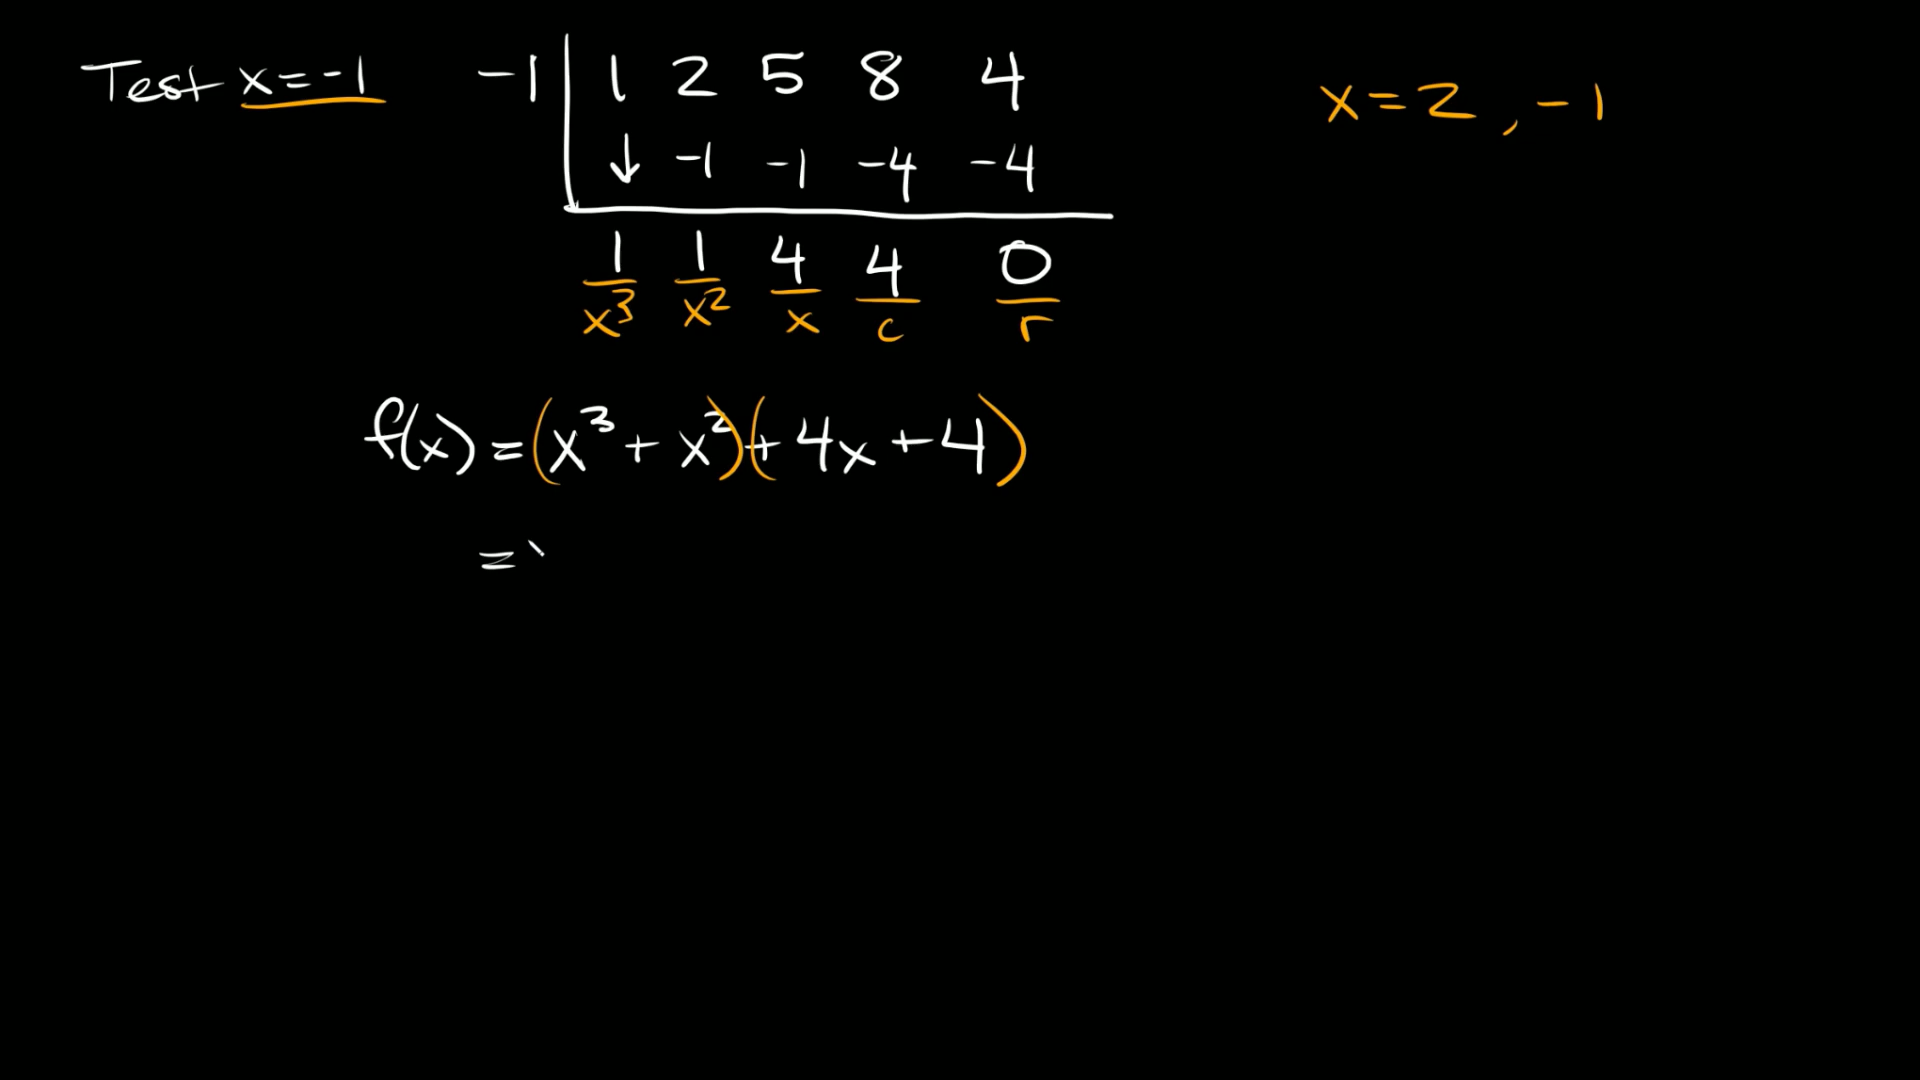 Test x=-1 -1 | 1 2 5 8 4 x=2, -1
↓ -1 -1 -4 -4
1 1 4 4 0
x³ x² x c r
f(x) = (x³ + x²)(+ 4x + 4)
=